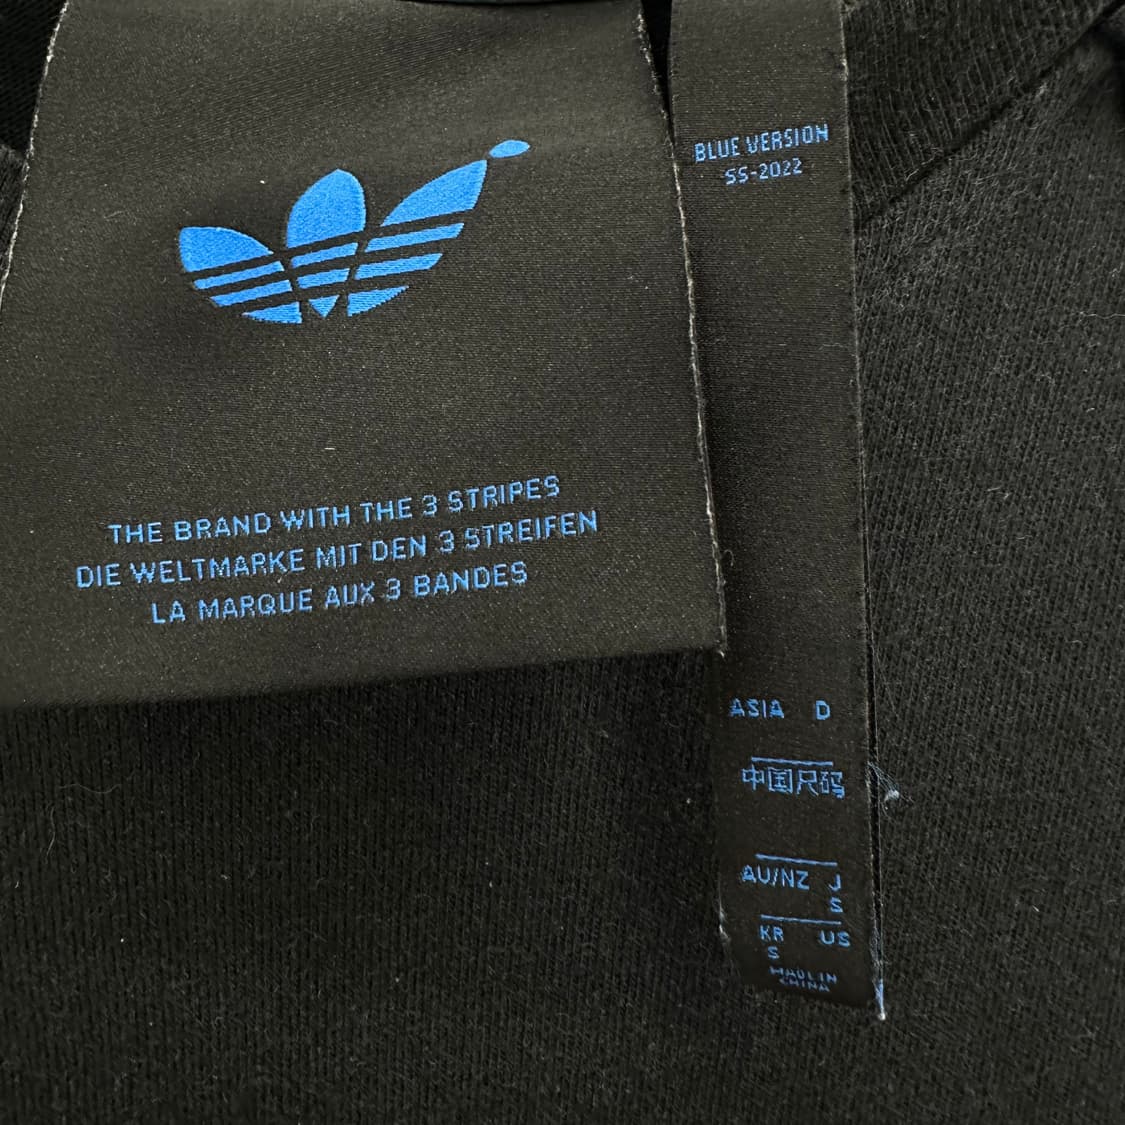 THE BRAND WITH THE 3 STRIPES
DIE WELTMARKE MIT DEN 3 STREIFEN
LA MARQUE AUX 3 BANDES
BLUE VERSION
SS-2022
ASIA D
中国尺码
AU/NZ J
S
KR US
S
MADE IN
CHINA